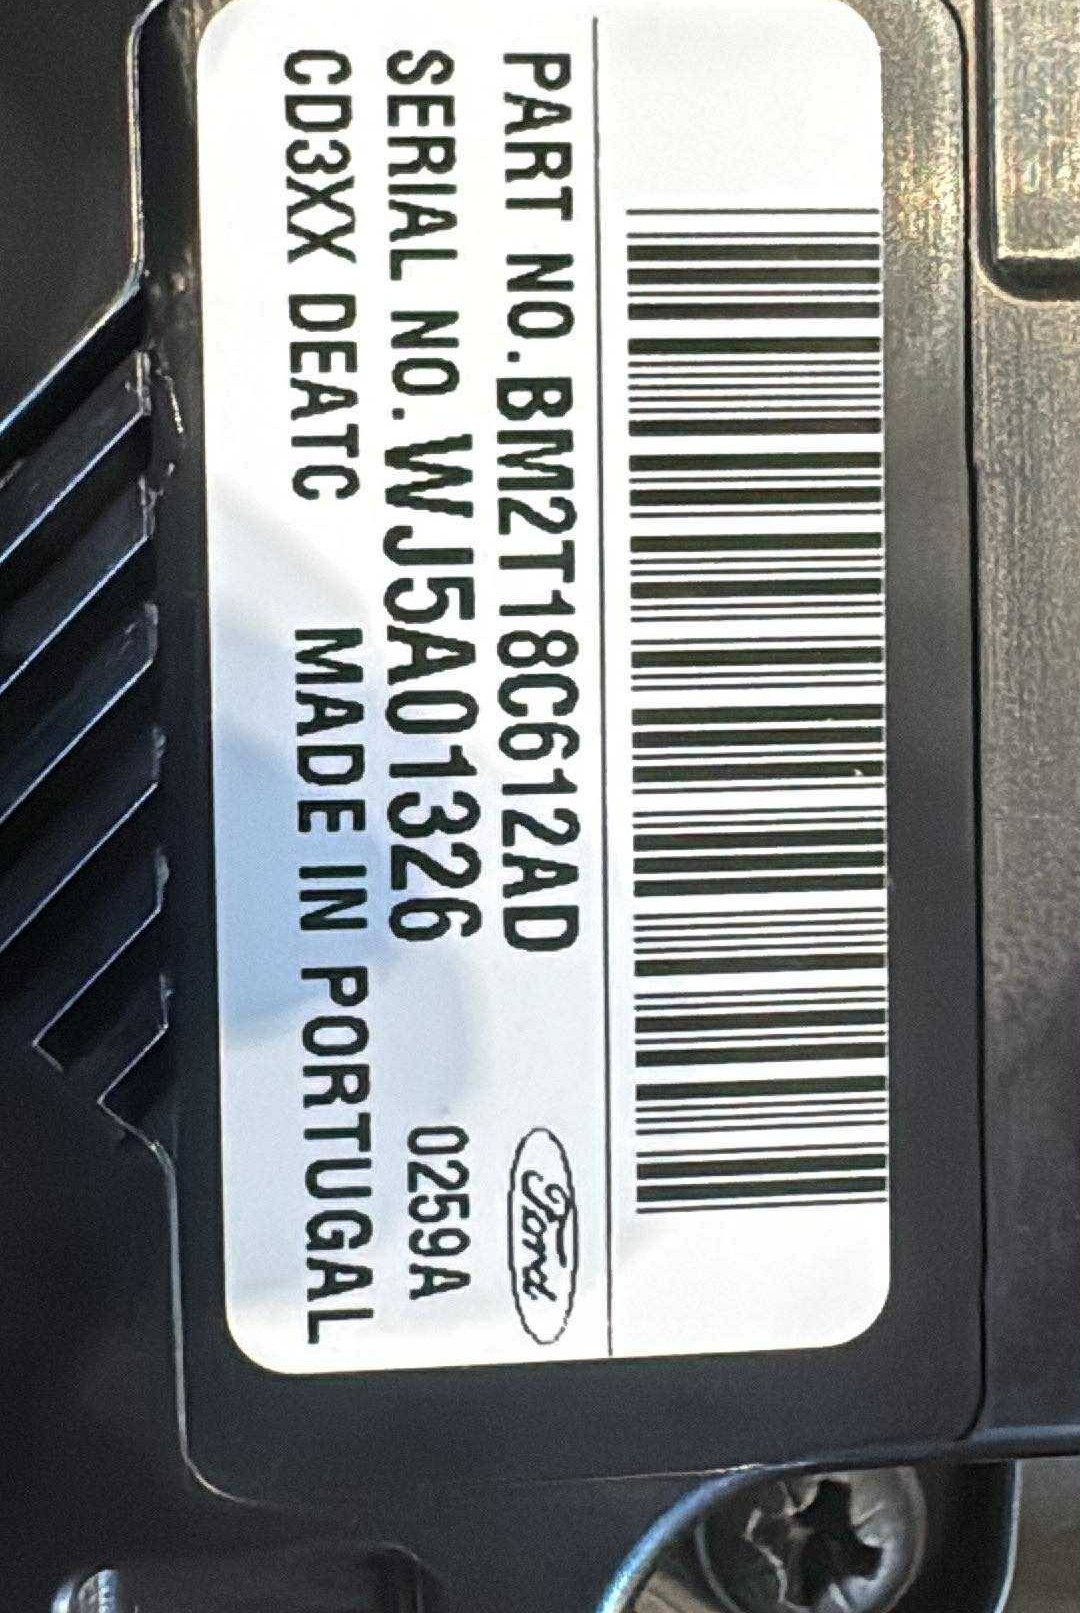 PART NO.BM2T18C612AD Ford
SERIAL NO.WJ5A01326 0259A
CD3XX DEATC MADE IN PORTUGAL